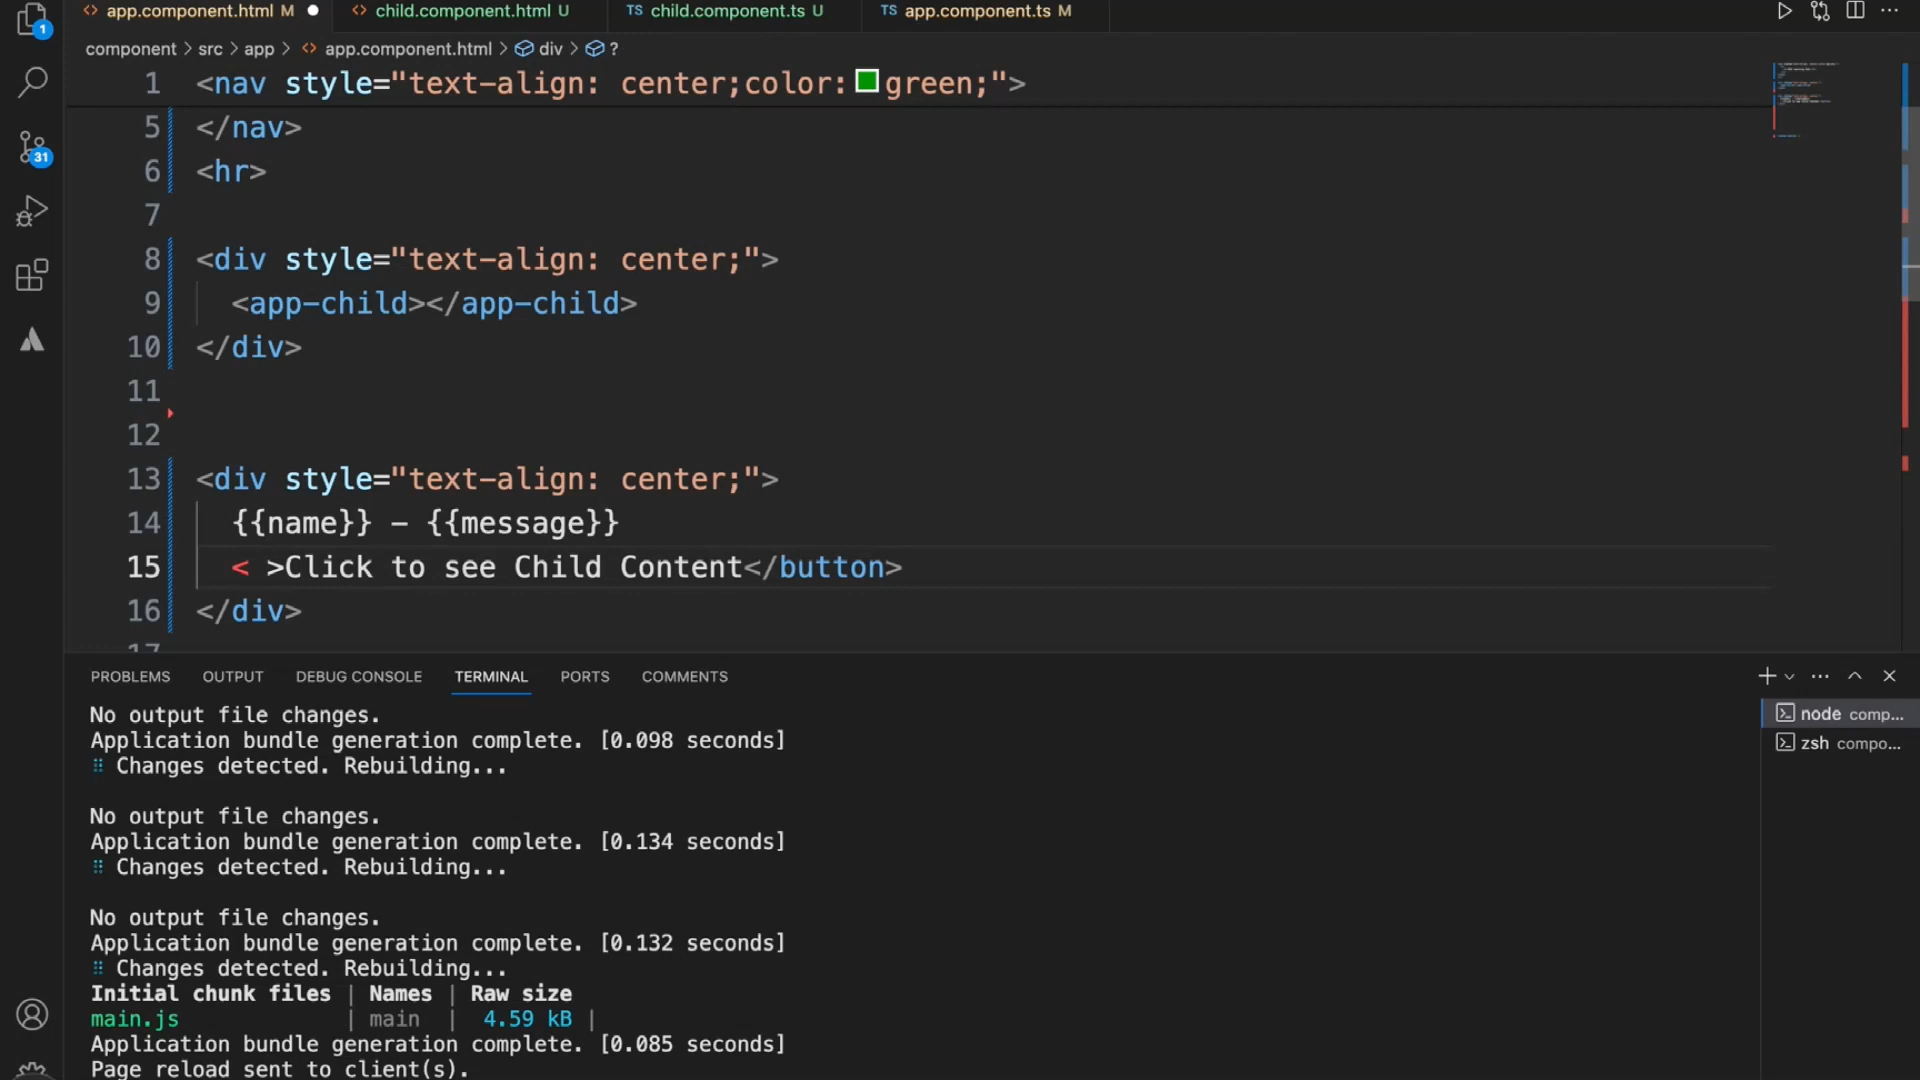 app.component.html M
child.component.html U
TS child.component.ts U
TS app.component.ts M
1
component > src > app > app.component.html > div > ?
1 <nav style="text-align: center;color:green;">
5 </nav>
6 <hr>
31
7
8 <div style="text-align: center;">
9 <app-child></app-child>
10 </div>
11
12
13 <div style="text-align: center;">
14 {{name}} - {{message}}
15 < >Click to see Child Content</button>
16 </div>
17
PROBLEMS OUTPUT DEBUG CONSOLE TERMINAL PORTS COMMENTS
No output file changes.
Application bundle generation complete. [0.098 seconds]
Changes detected. Rebuilding...
No output file changes.
Application bundle generation complete. [0.134 seconds]
Changes detected. Rebuilding...
No output file changes.
Application bundle generation complete. [0.132 seconds]
Changes detected. Rebuilding...
Initial chunk files | Names | Raw size
main.js | main | 4.59 kB |
Application bundle generation complete. [0.085 seconds]
Page reload sent to client(s).
node comp...
zsh compo...